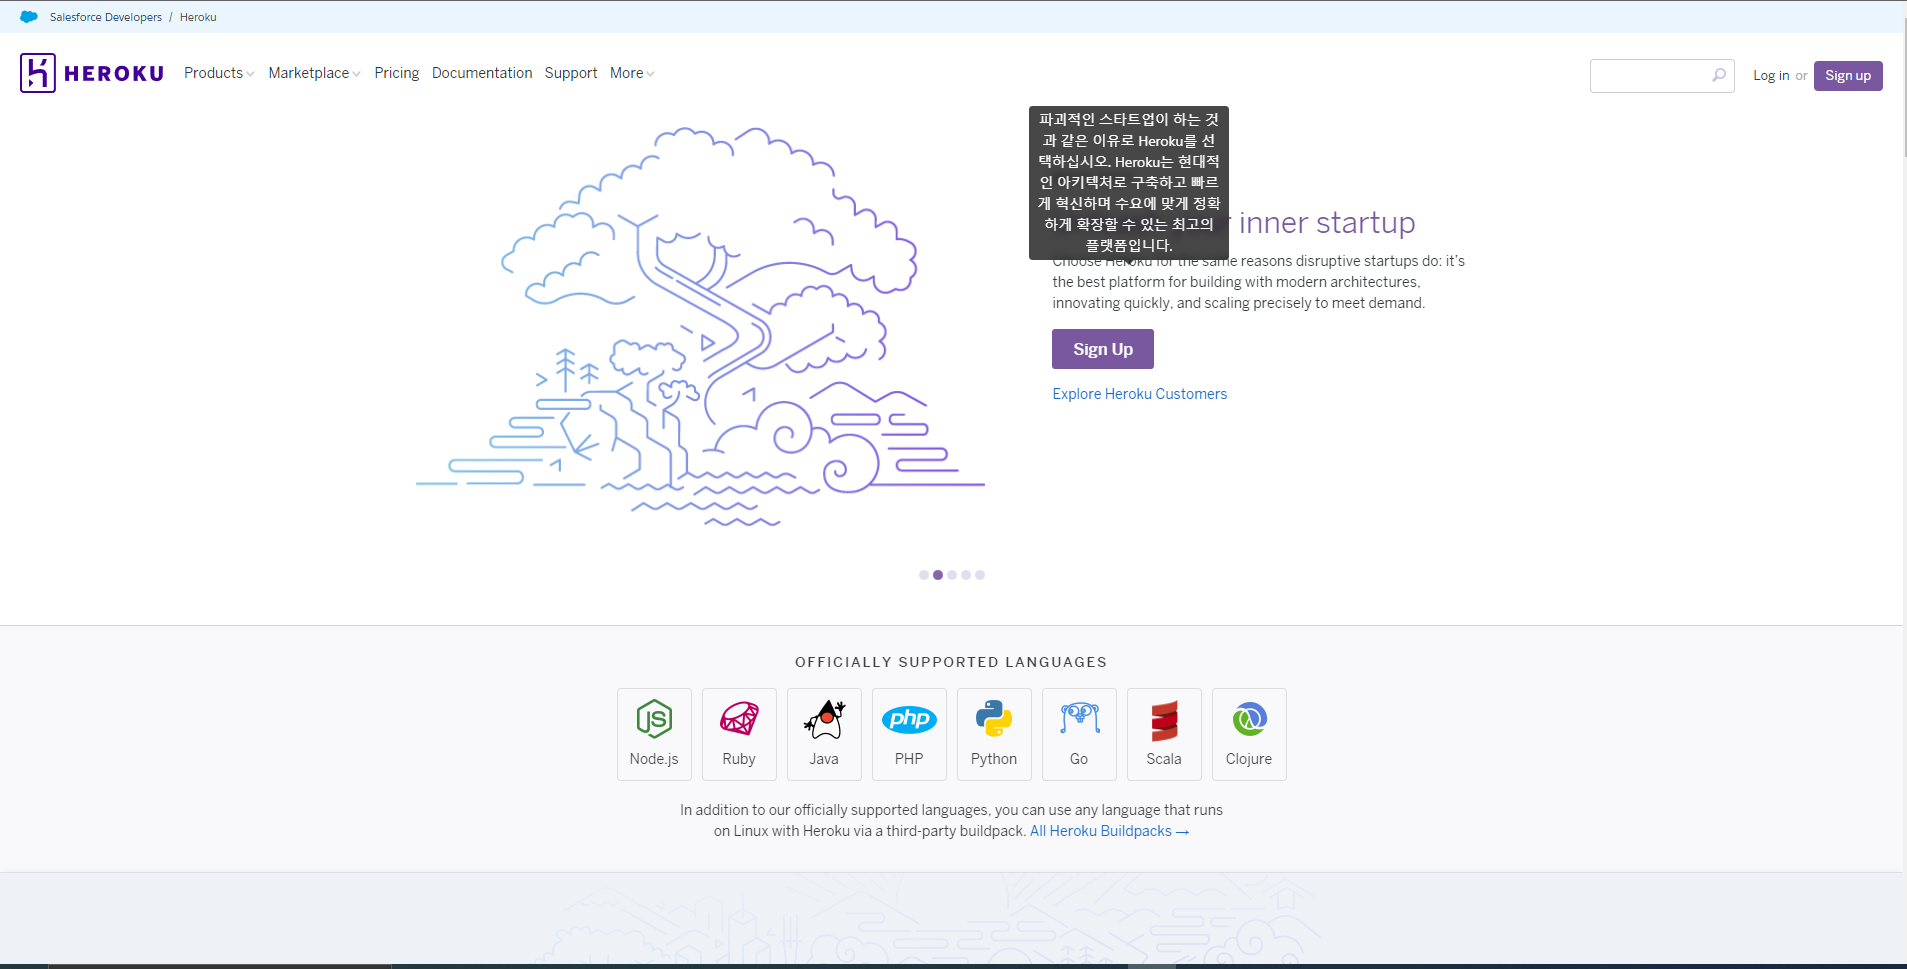 Salesforce Developers / Heroku
HEROKU
Products
Marketplace
Pricing
Documentation
Support
More
Log in or
Sign up
파괴적인 스타트업이 하는 것
과 같은 이유로 Heroku를 선
택하십시오. Heroku는 현대적
인 아키텍처로 구축하고 빠르
게 혁신하며 수요에 맞게 정확
하게 확장할 수 있는 최고의
플랫폼입니다.
inner startup
Choose Heroku for the same reasons disruptive startups do: it's
the best platform for building with modern architectures,
innovating quickly, and scaling precisely to meet demand.
Sign Up
Explore Heroku Customers
OFFICIALLY SUPPORTED LANGUAGES
JS
php
Node.js
Ruby
Java
PHP
Python
Go
Scala
Clojure
In addition to our officially supported languages, you can use any language that runs
on Linux with Heroku via a third-party buildpack. All Heroku Buildpacks →